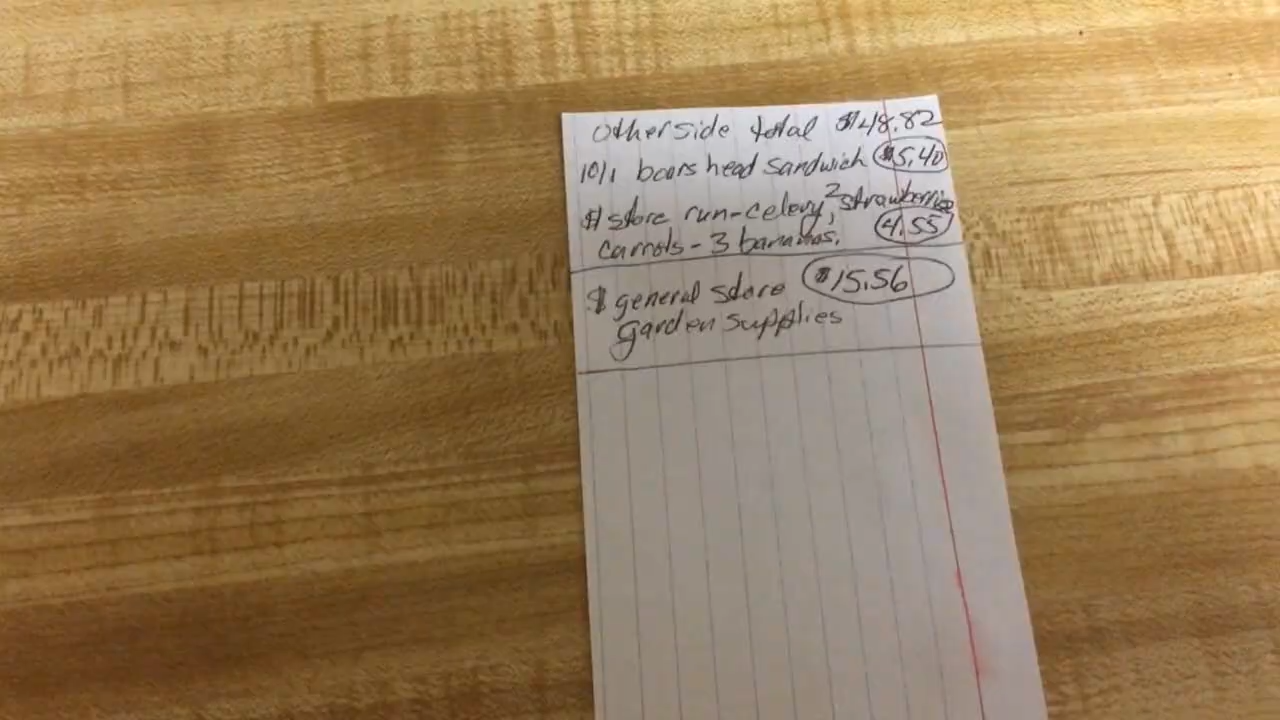 Otherside total $48.82
10/1 boars head sandwich $5.40
$ store run-celery, 2 strawberries
carrots - 3 bananas. 4.55
$ general store $15.56
garden supplies